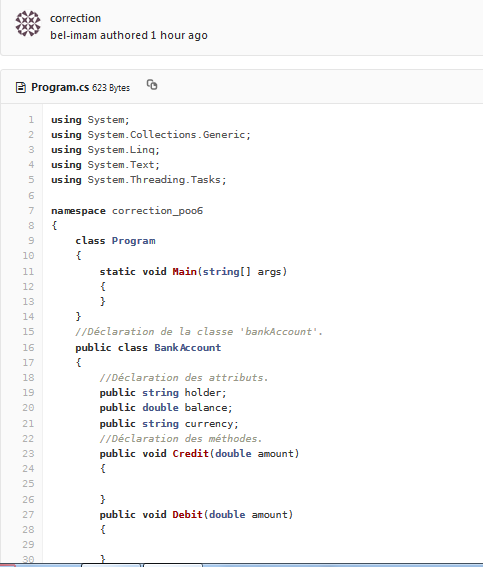 correction
bel-imam authored 1 hour ago
Program.cs 623 Bytes
1 using System;
2 using System.Collections.Generic;
3 using System.Linq;
4 using System.Text;
5 using System.Threading.Tasks;
6
7 namespace correction_poo6
8 {
9 class Program
10 {
11 static void Main(string[] args)
12 {
13 }
14 }
15 //Déclaration de la classe 'bankAccount'.
16 public class BankAccount
17 {
18 //Déclaration des attributs.
19 public string holder;
20 public double balance;
21 public string currency;
22 //Déclaration des méthodes.
23 public void Credit(double amount)
24 {
25
26 }
27 public void Debit(double amount)
28 {
29
30 }